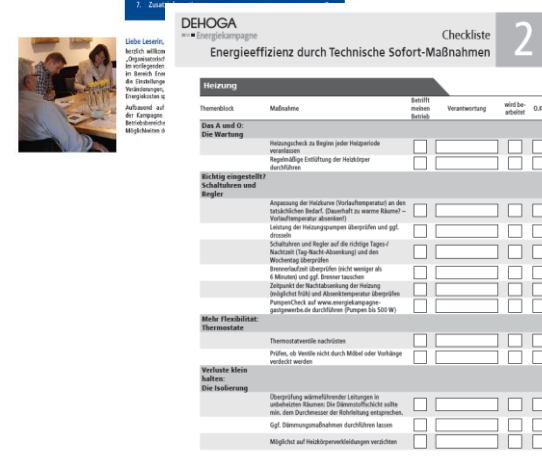 7. Zusat
Liebe Leserin,
herzlich willkom
„Organisatorisch
im vorliegenden
im Bereich Ener
die Einstellunge
Veränderungen,
Energiekosten sp
Aufbauend auf
der Kampagne
Betriebsbereiche
Möglichkeiten d
DEHOGA
Energiekampagne
Checkliste
2
Energieeffizienz durch Technische Sofort-Maßnahmen
Heizung
Themenblock Maßnahme Betrifft meinen Betrieb Verantwortung wird be-arbeitet O.K
Das A und O:
Die Wartung
Heizungscheck zu Beginn jeder Heizperiode
veranlassen
Regelmäßige Entlüftung der Heizkörper
durchführen
Richtig eingestellt?
Schaltuhren und
Regler
Anpassung der Heizkurve (Vorlauftemperatur) an den
tatsächlichen Bedarf. (Dauerhaft zu warme Räume? –
Vorlauftemperatur absenken!)
Leistung der Heizungspumpen überprüfen und ggf.
drosseln
Schaltuhren und Regler auf die richtige Tages-/
Nachtzeit (Tag-Nacht-Absenkung) und den
Wochentag überprüfen
Brennerlaufzeit überprüfen (nicht weniger als
6 Minuten) und ggf. Brenner tauschen
Zeitpunkt der Nachtabsenkung der Heizung
(möglichst früh) und Absenktemperatur überprüfen
PumpenCheck auf www.energiekampagne-
gastgewerbe.de durchführen (Pumpen bis 500 W)
Mehr Flexibilität:
Thermostate
Thermostatventile nachrüsten
Prüfen, ob Ventile nicht durch Möbel oder Vorhänge
verdeckt werden
Verluste klein
halten:
Die Isolierung
Überprüfung wärmeführender Leitungen in
unbeheizten Räumen: Die Dämmstoffschicht sollte
min. dem Durchmesser der Rohrleitung entsprechen.
Ggf. Dämmungsmaßnahmen durchführen lassen
Möglichst auf Heizkörperverkleidungen verzichten